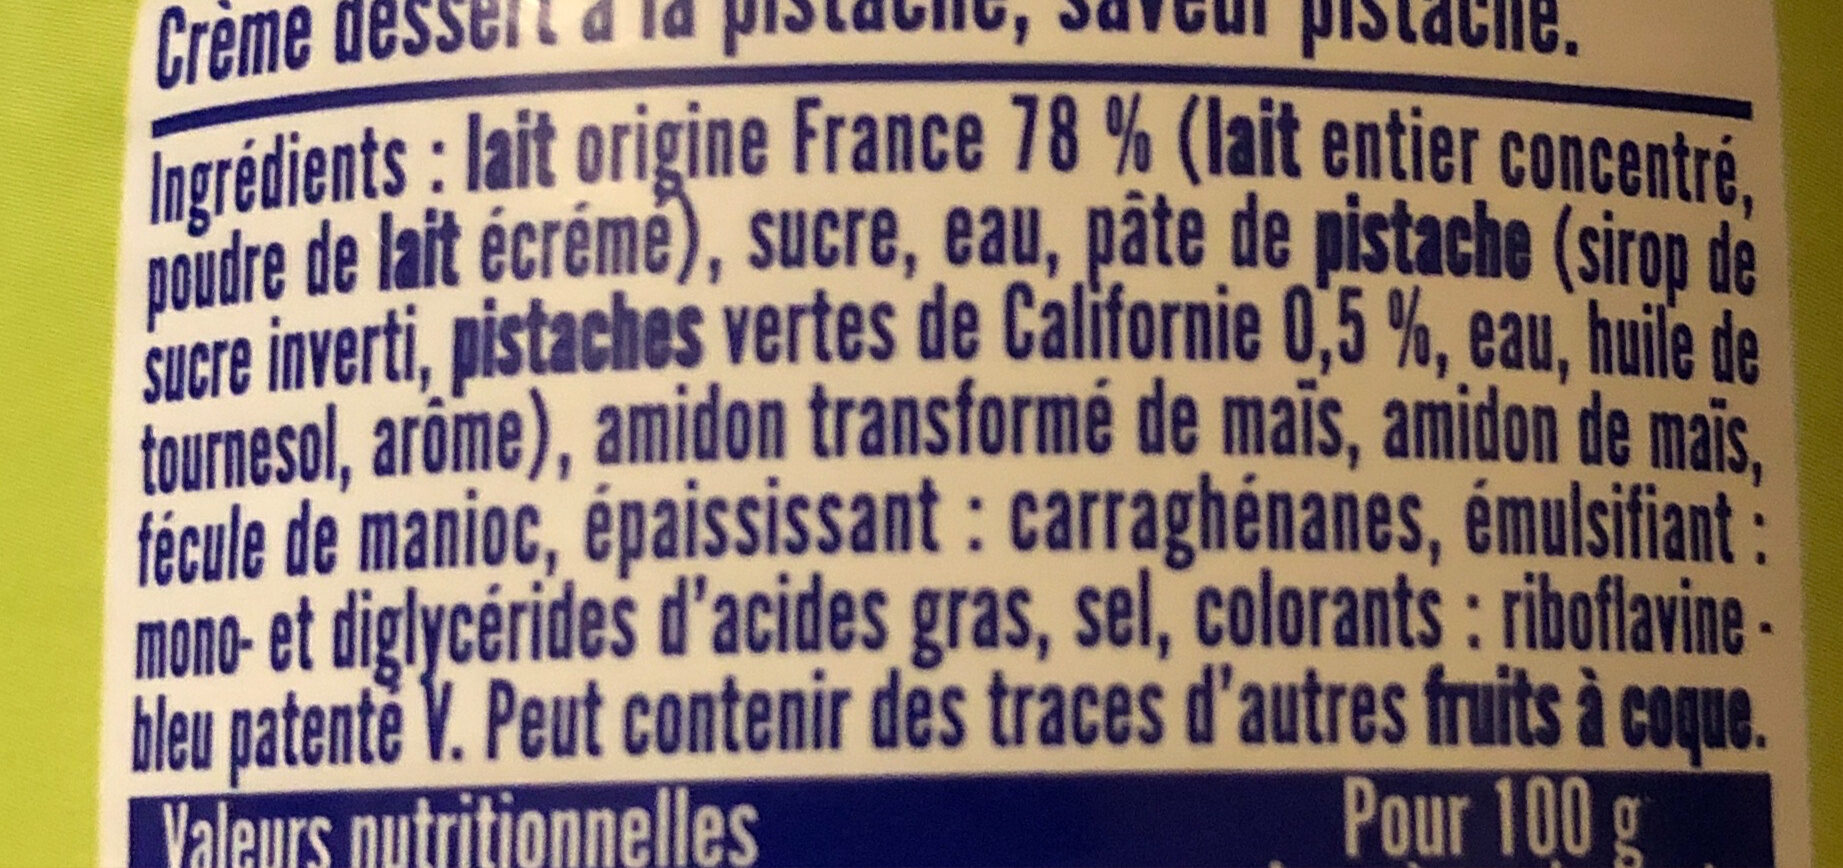 Crème dessert à la pistache, saveur pistache.
Ingrédients : lait origine France 78 % (lait entier concentré,
poudre de lait écrémé), sucre, eau, pâte de pistache (sirop de
sucre inverti, pistaches vertes de Californie 0,5 %, eau, huile de
tournesol, arôme), amidon transformé de maïs, amidon de maïs,
fécule de manioc, épaississant : carraghénanes, émulsifiant :
mono- et diglycérides d'acides gras, sel, colorants : riboflavine -
bleu patenté V. Peut contenir des traces d'autres fruits à coque.
Valeurs nutritionnelles Pour 100 g